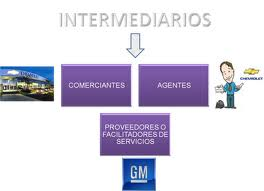 INTERMEDIARIOS
COMERCIANTES
AGENTES
CHEVROLET
PROVEEDORES O
FACILITADORES DE
SERVICIOS
GM